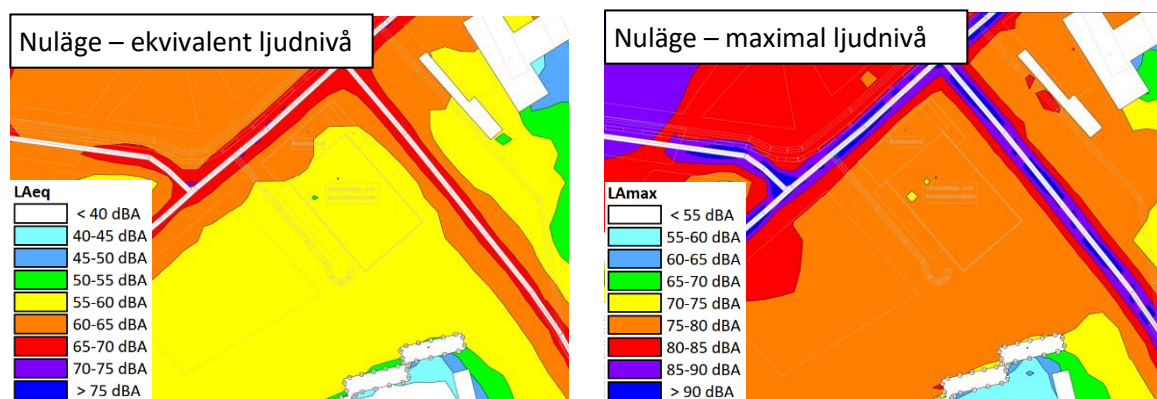 Nuläge – ekvivalent ljudnivå
LAeq
< 40 dBA
40-45 dBA
45-50 dBA
50-55 dBA
55-60 dBA
60-65 dBA
65-70 dBA
70-75 dBA
> 75 dBA
Nuläge – maximal ljudnivå
LAmax
< 55 dBA
55-60 dBA
60-65 dBA
65-70 dBA
70-75 dBA
75-80 dBA
80-85 dBA
85-90 dBA
> 90 dBA